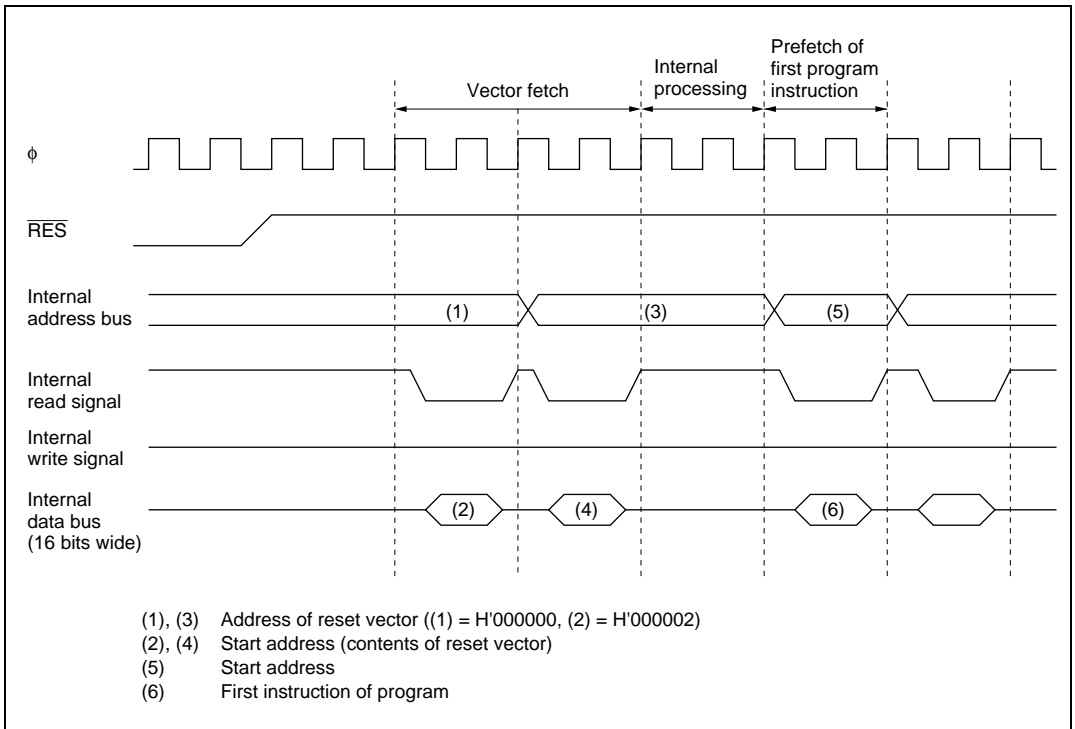 Vector fetch
Internal
processing
Prefetch of
first program
instruction
φ
RES
Internal
address bus
(1)
(3)
(5)
Internal
read signal
Internal
write signal
Internal
data bus
(16 bits wide)
(2)
(4)
(6)
(1), (3) Address of reset vector ((1) = H'000000, (2) = H'000002)
(2), (4) Start address (contents of reset vector)
(5) Start address
(6) First instruction of program